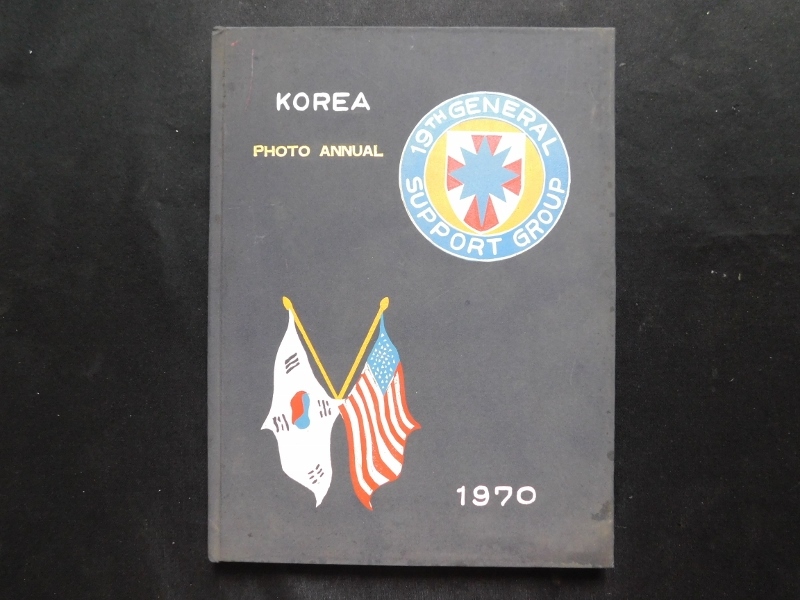 KOREA
PHOTO ANNUAL
19TH GENERAL
SUPPORT GROUP
1970